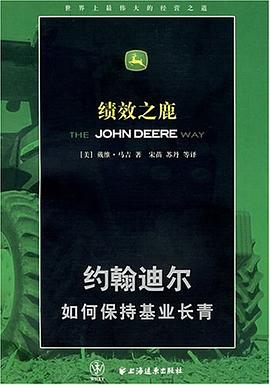 世界上最伟大的经营之道
绩效之鹿
THE JOHN DEERE WAY
[美] 戴维·马吉 著 宋苗 苏丹 等译
约翰迪尔
如何保持基业长青
WILEY
上海远东出版社